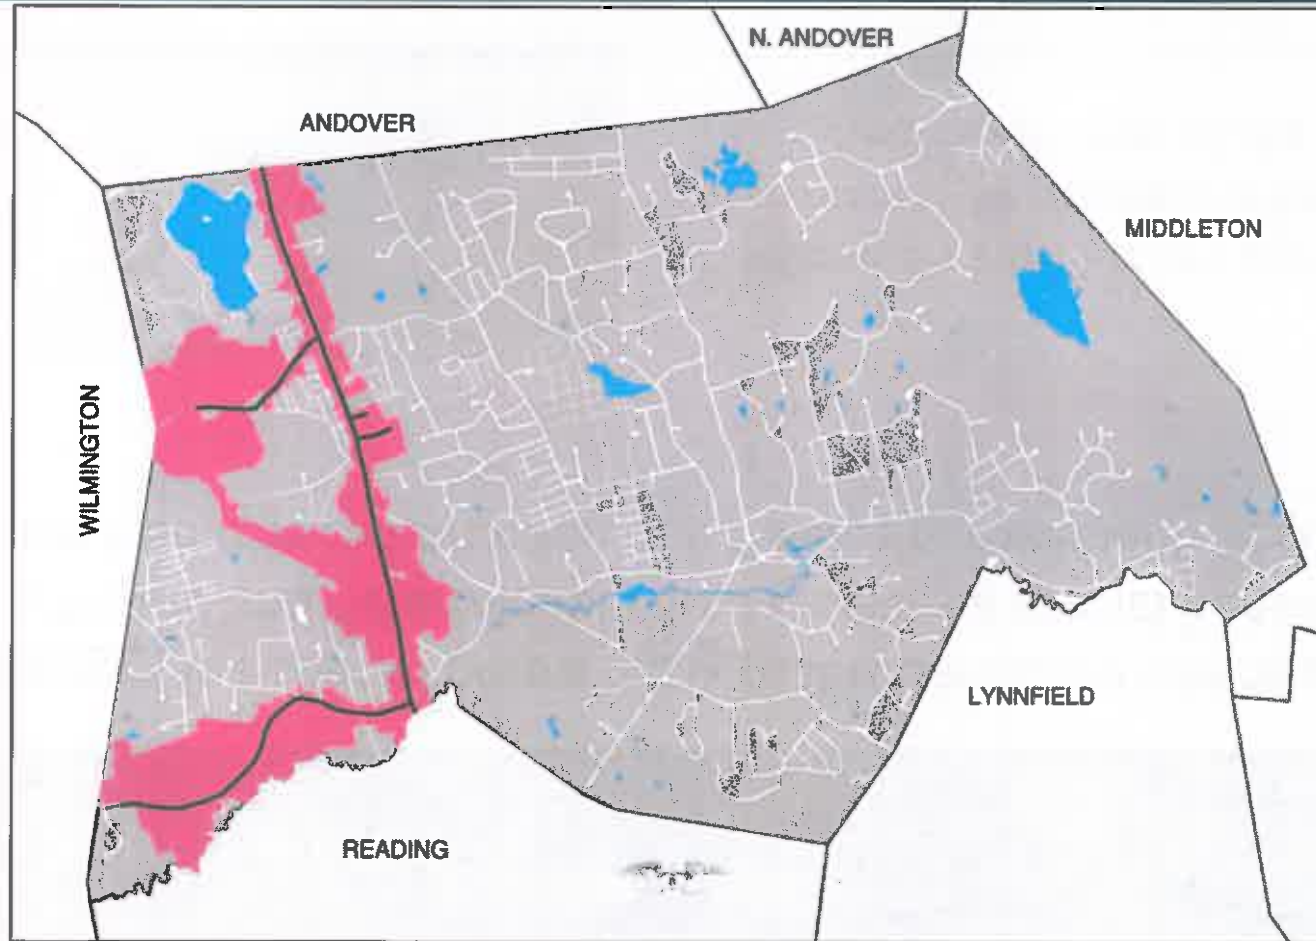 N. ANDOVER
ANDOVER
MIDDLETON
WILMINGTON
LYNNFIELD
READING